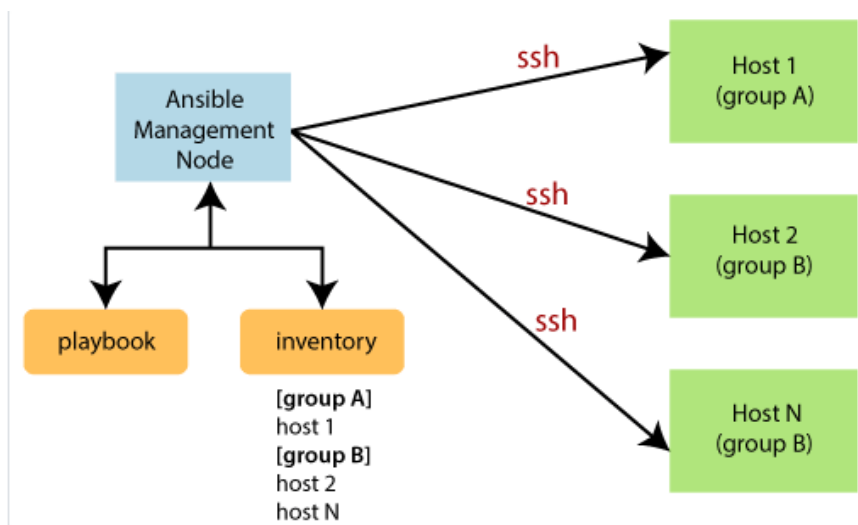 Ansible
Management
Node
ssh
Host 1
(group A)
ssh
Host 2
(group B)
ssh
Host N
(group B)
playbook
inventory
[group A]
host 1
[group B]
host 2
host N